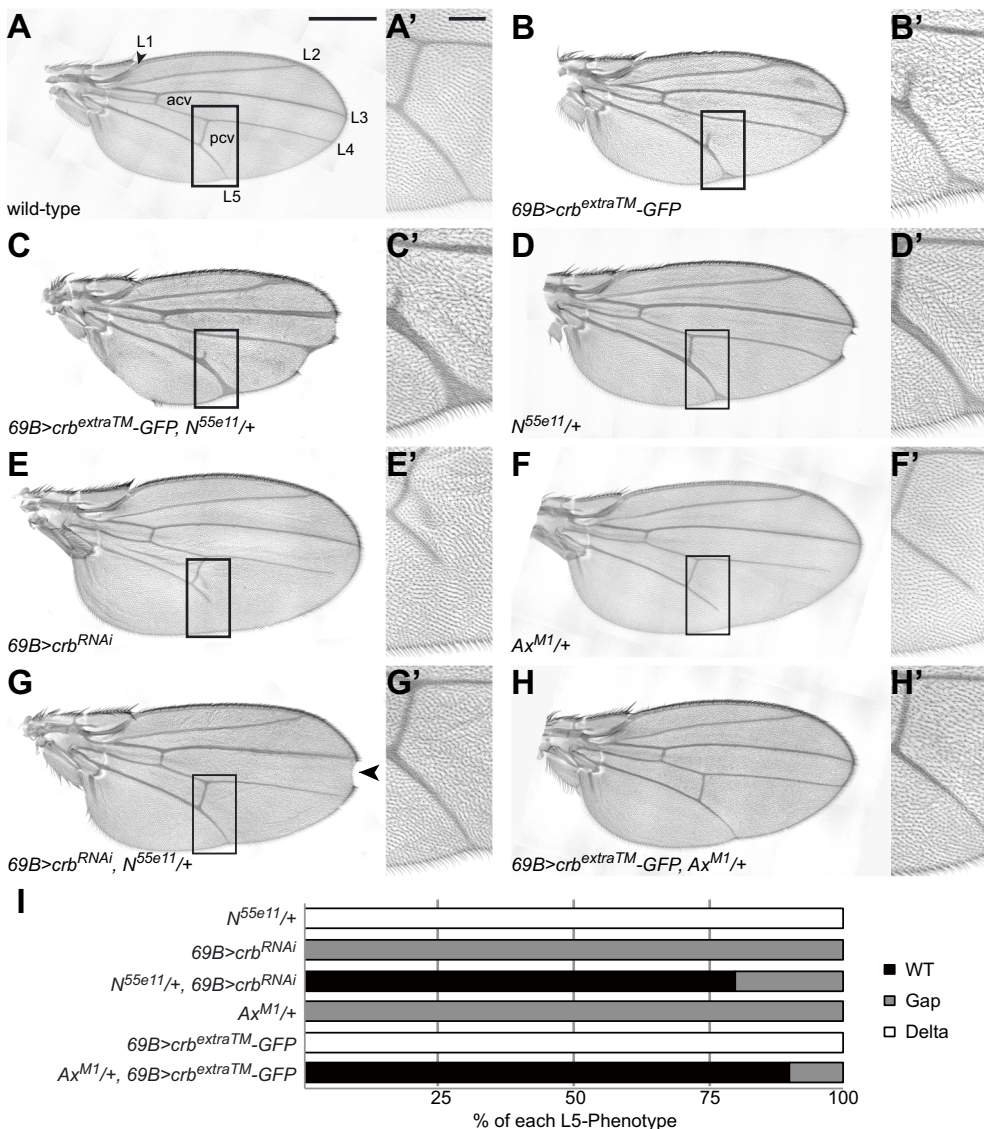 A
L1
L2
A'
acv
L3
pcv
L4
L5
wild-type
B
B'
69B>crb^extraTM-GFP
C
C'
69B>crb^extraTM-GFP, N^55e11/+
D
D'
N^55e11/+
E
E'
69B>crb^RNAi
F
F'
Ax^M1/+
G
G'
69B>crb^RNAi, N^55e11/+
H
H'
69B>crb^extraTM-GFP, Ax^M1/+
I
N^55e11/+
69B>crb^RNAi
N^55e11/+, 69B>crb^RNAi
Ax^M1/+
69B>crb^extraTM-GFP
Ax^M1/+, 69B>crb^extraTM-GFP
WT
Gap
Delta
25
50
75
100
% of each L5-Phenotype